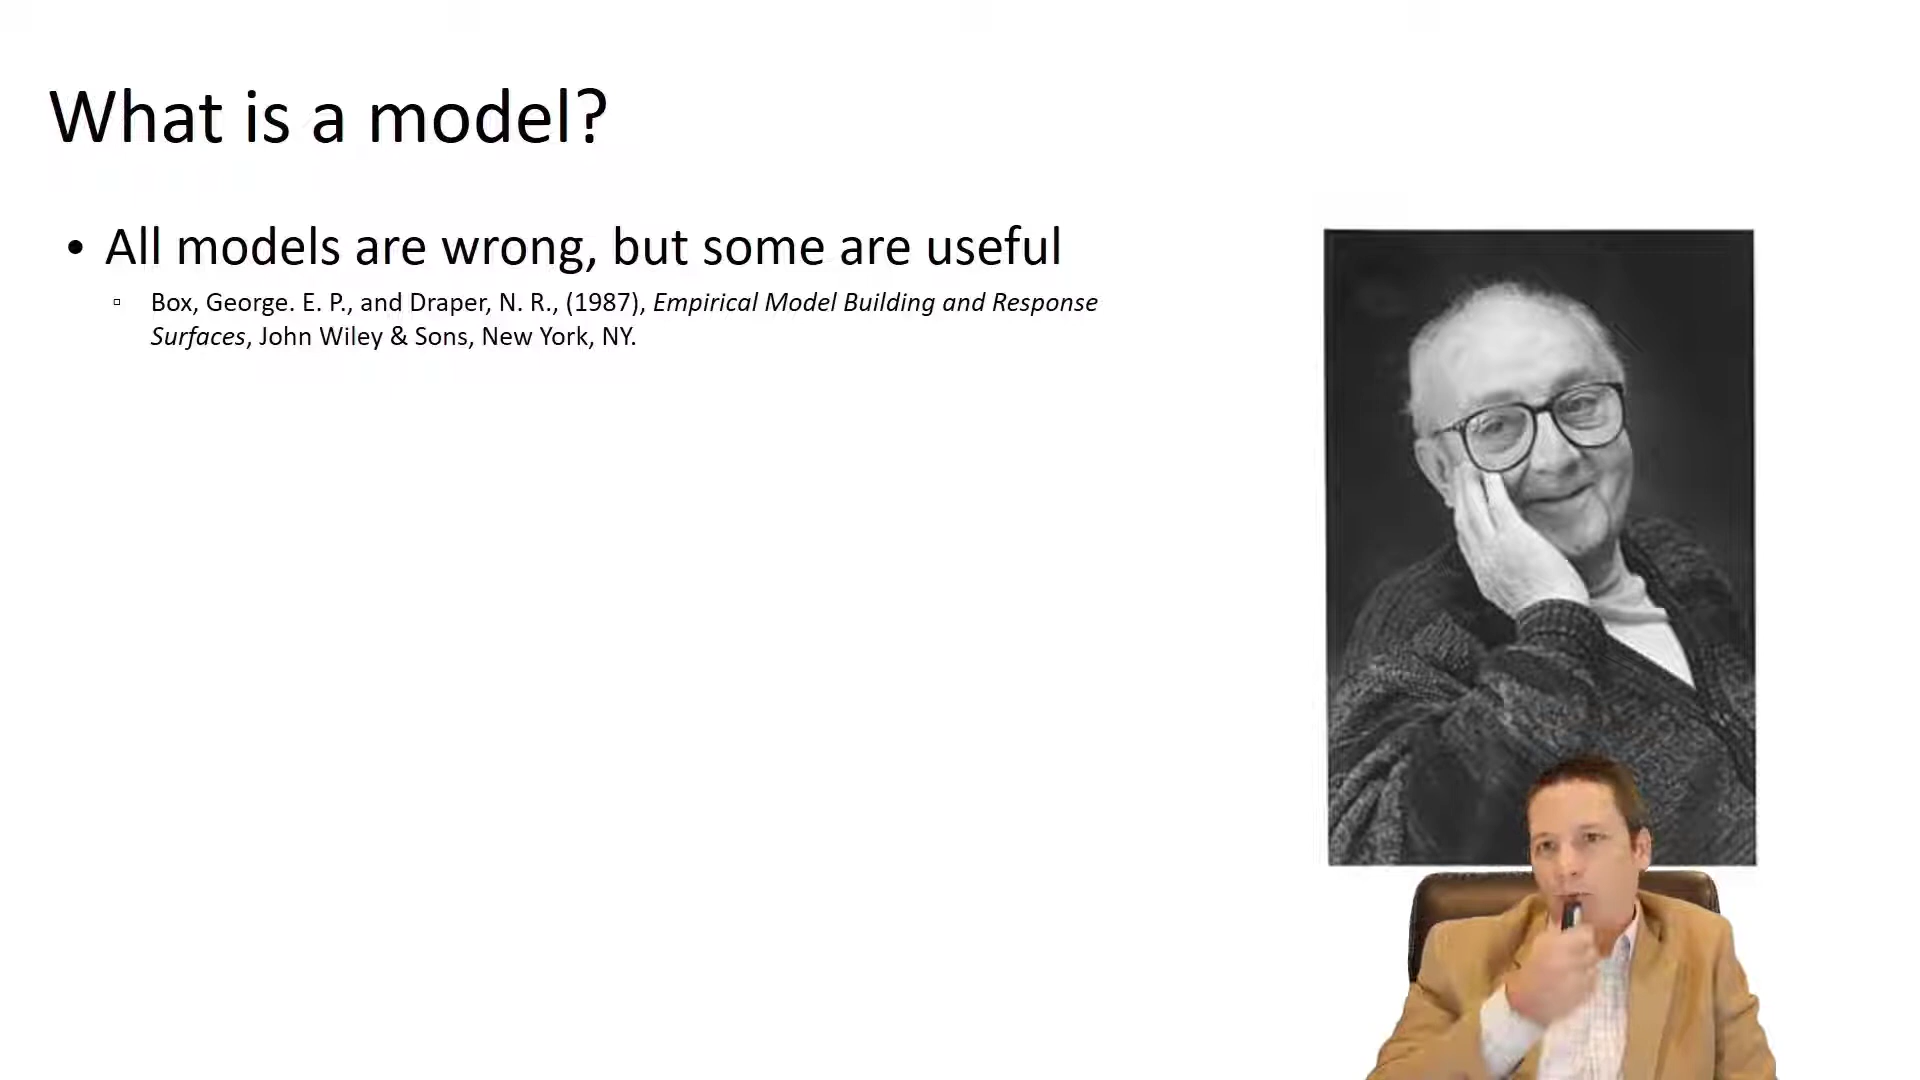 What is a model?
• All models are wrong, but some are useful
▫ Box, George. E. P., and Draper, N. R., (1987), Empirical Model Building and Response
Surfaces, John Wiley & Sons, New York, NY.